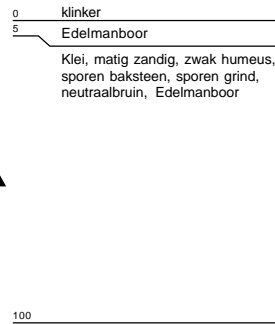 0 klinker
5 Edelmanboor
Klei, matig zandig, zwak humeus,
sporen baksteen, sporen grind,
neutraalbruin, Edelmanboor
100